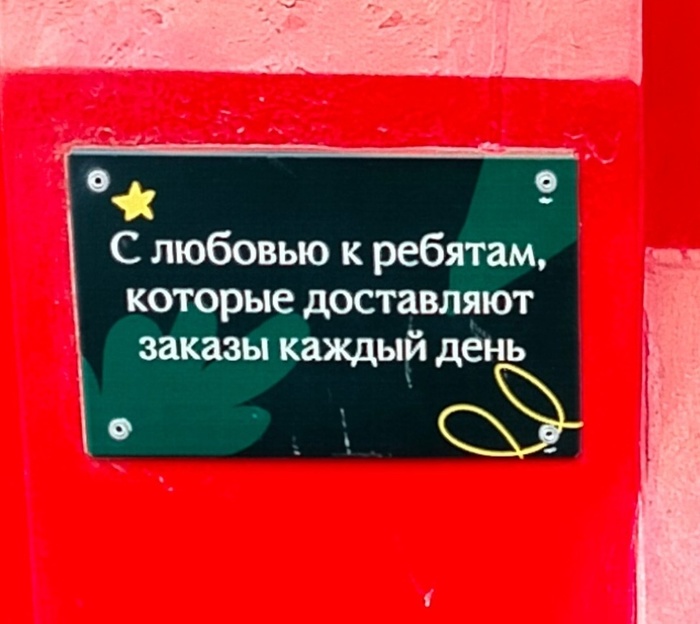 С любовью к ребятам,
которые доставляют
заказы каждый день